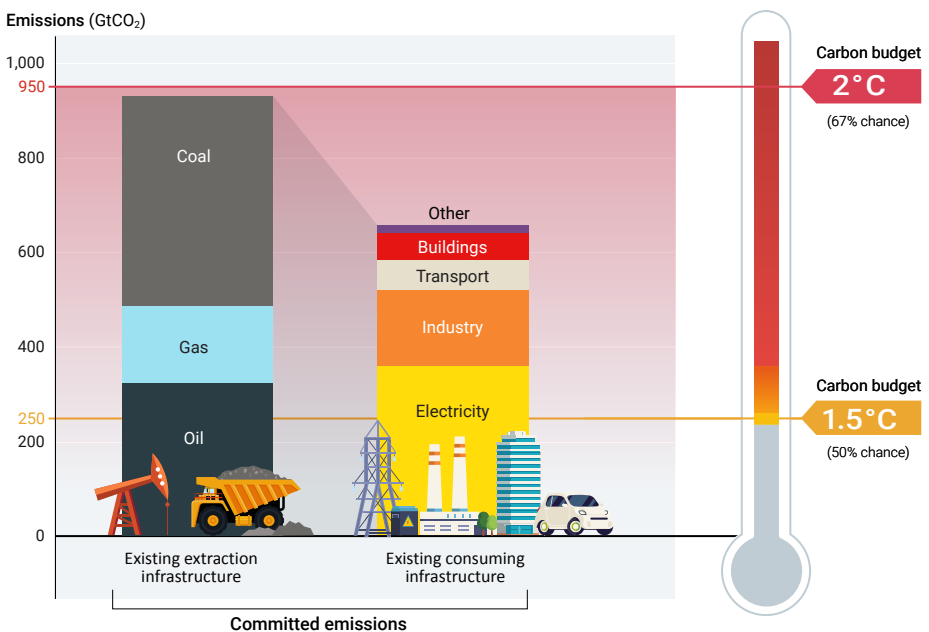 Emissions (GtCO₂)
1,000
950
800
600
400
250
200
0
Coal
Gas
Oil
Other
Buildings
Transport
Industry
Electricity
Existing extraction
infrastructure
Existing consuming
infrastructure
Committed emissions
Carbon budget
2°C
(67% chance)
Carbon budget
1.5°C
(50% chance)